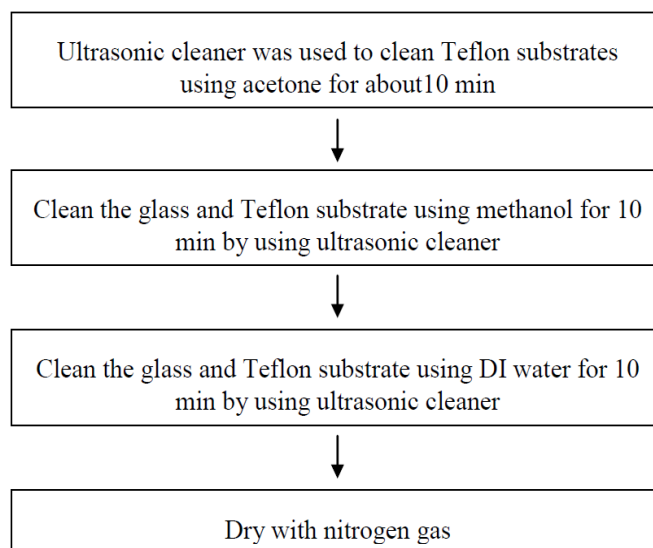 Ultrasonic cleaner was used to clean Teflon substrates
using acetone for about10 min
Clean the glass and Teflon substrate using methanol for 10
min by using ultrasonic cleaner
Clean the glass and Teflon substrate using DI water for 10
min by using ultrasonic cleaner
Dry with nitrogen gas